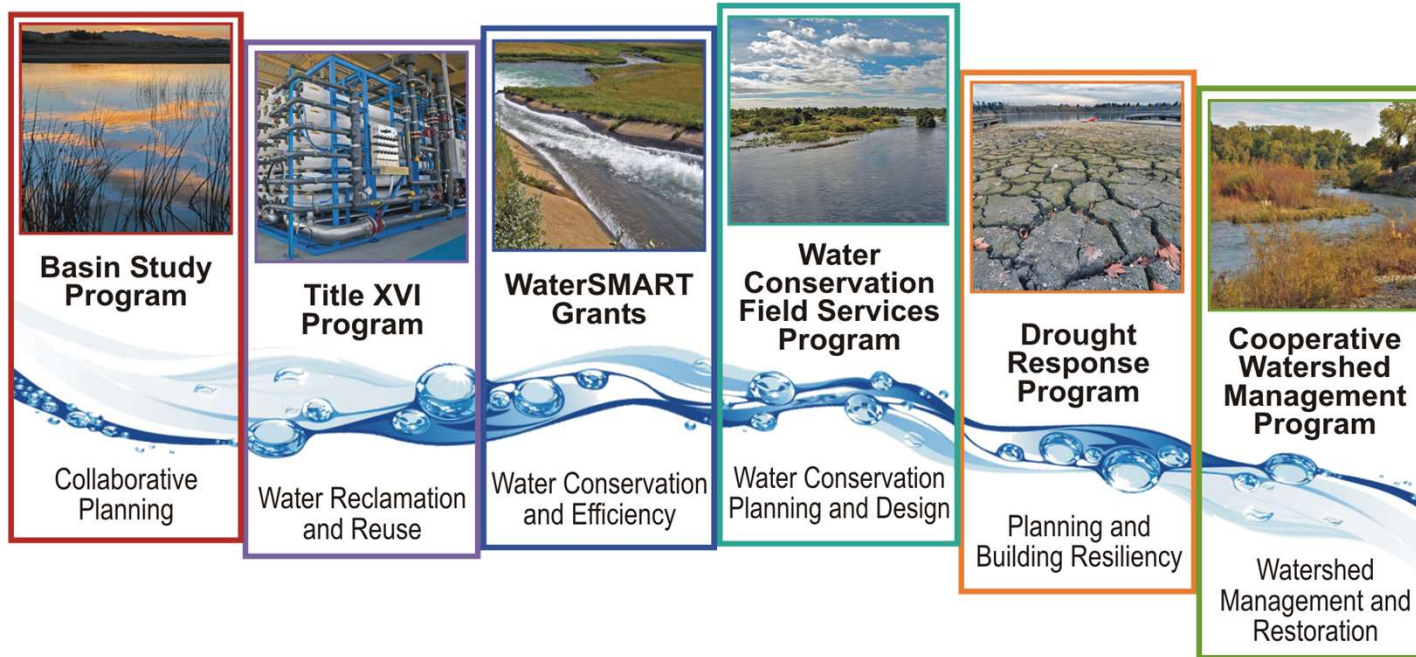 Basin Study
Program
Collaborative
Planning
Title XVI
Program
Water Reclamation
and Reuse
WaterSMART
Grants
Water Conservation
and Efficiency
Water
Conservation
Field Services
Program
Water Conservation
Planning and Design
Drought
Response
Program
Planning and
Building Resiliency
Cooperative
Watershed
Management
Program
Watershed
Management and
Restoration